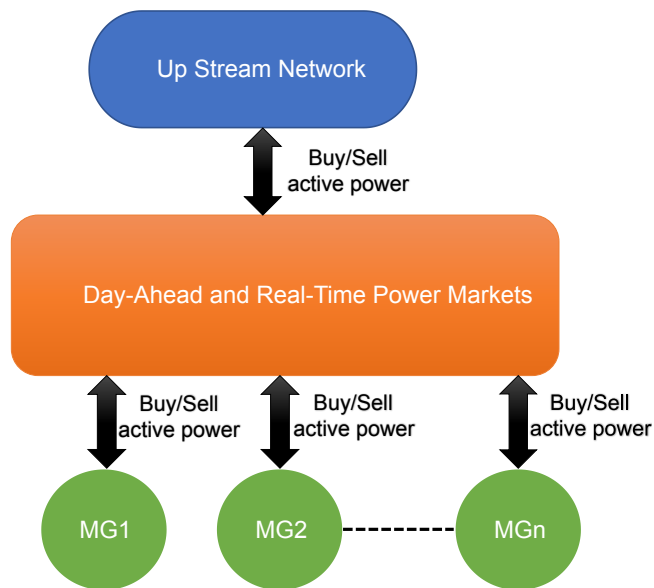 Up Stream Network
Buy/Sell
active power
Day-Ahead and Real-Time Power Markets
Buy/Sell
active power
Buy/Sell
active power
Buy/Sell
active power
MG1
MG2
MGn